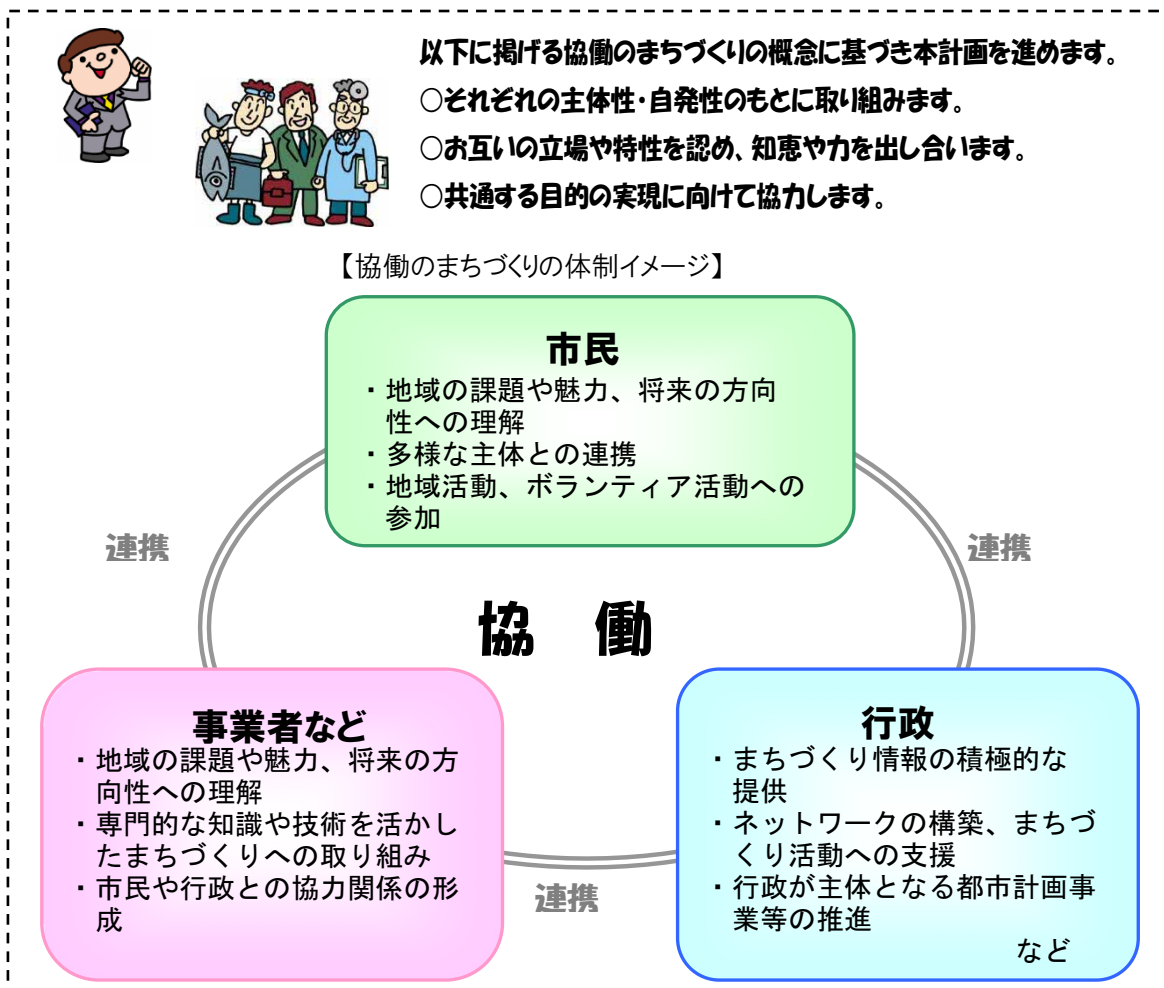 以下に掲げる協働のまちづくりの概念に基づき本計画を進めます。
○それぞれの主体性・自発性のもとに取り組みます。
○お互いの立場や特性を認め、知恵や力を出し合います。
○共通する目的の実現に向けて協力します。
【協働のまちづくりの体制イメージ】
市民
・地域の課題や魅力、将来の方向
性への理解
・多様な主体との連携
・地域活動、ボランティア活動への
参加
連携
連携
協 働
事業者など
・地域の課題や魅力、将来の方
向性への理解
・専門的な知識や技術を活かし
たまちづくりへの取り組み
・市民や行政との協力関係の形
成
連携
行政
・まちづくり情報の積極的な
提供
・ネットワークの構築、まちづ
くり活動への支援
・行政が主体となる都市計画事
業等の推進
など